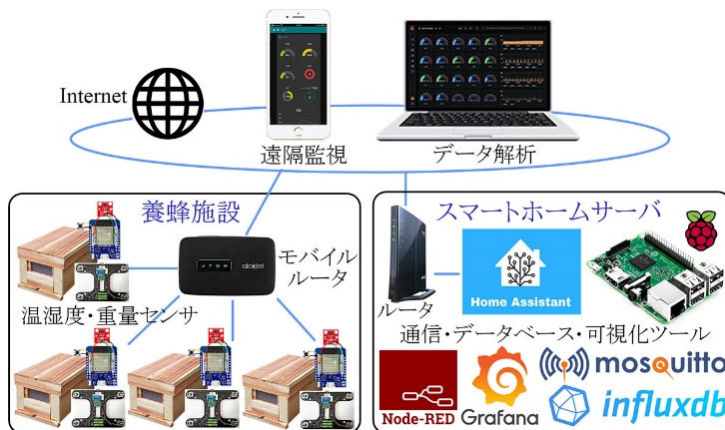 Internet
遠隔監視
データ解析
養蜂施設
モバイル
ルータ
alcatel
温湿度・重量センサ
スマートホームサーバ
ルータ
Home Assistant
通信・データベース・可視化ツール
Node-RED
Grafana
mosquitto
influxdb